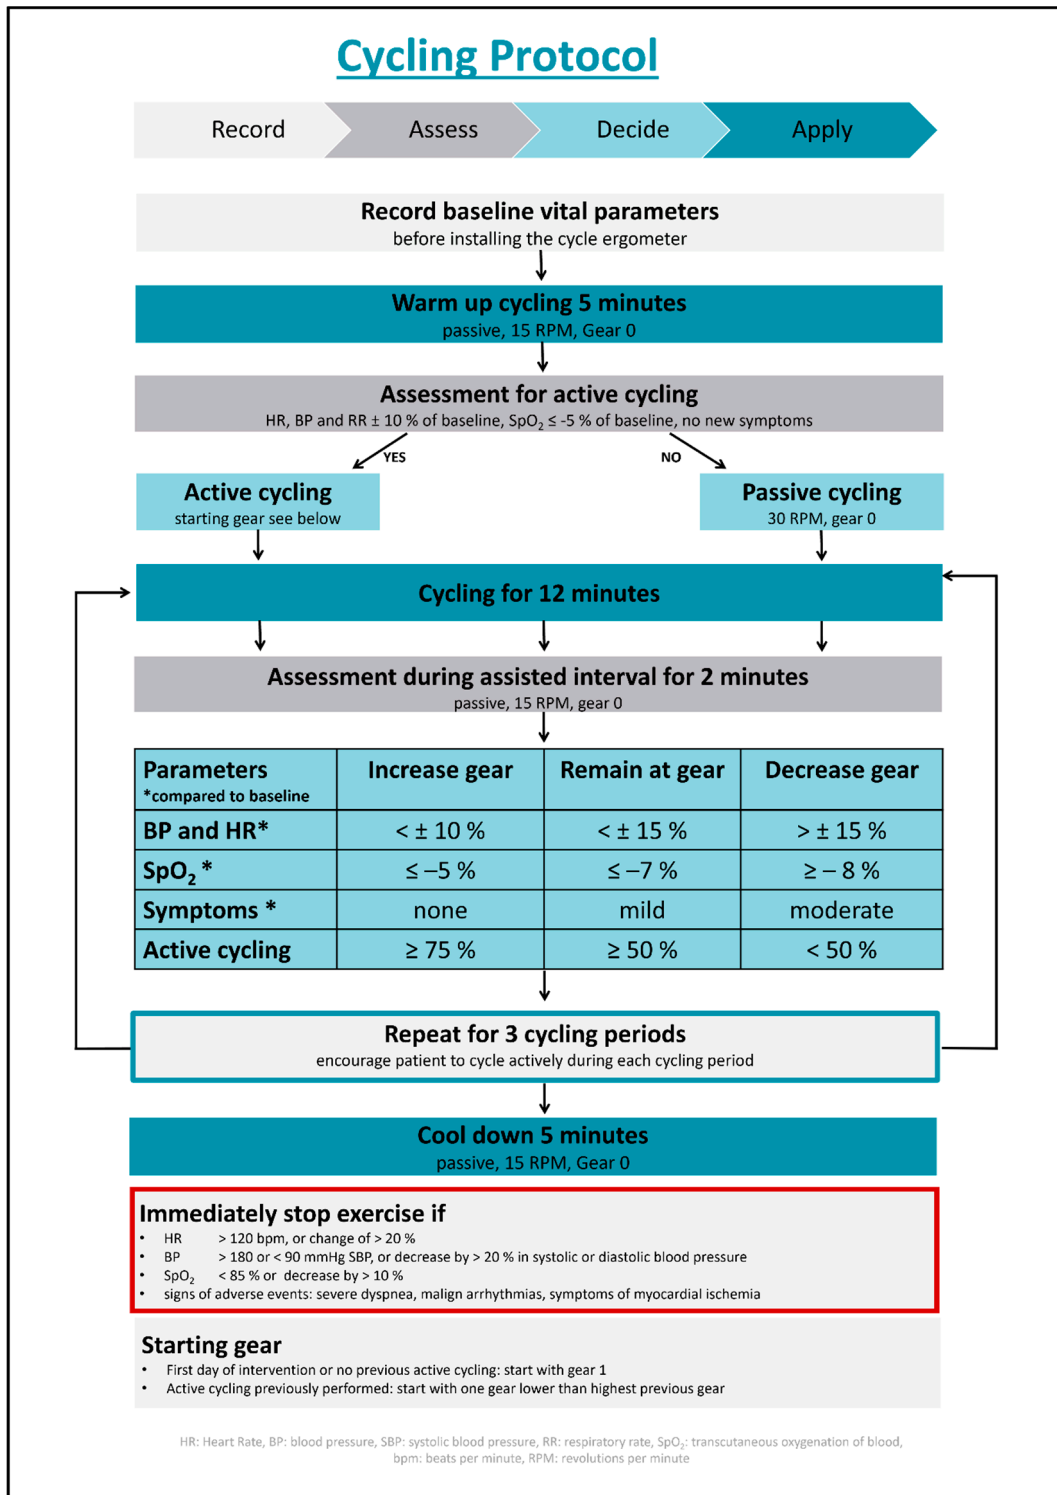 Cycling Protocol
Record Assess Decide Apply
Record baseline vital parameters
before installing the cycle ergometer
Warm up cycling 5 minutes
passive, 15 RPM, Gear 0
Assessment for active cycling
HR, BP and RR ± 10 % of baseline, SpO₂ ≤ -5 % of baseline, no new symptoms
YES NO
Active cycling
starting gear see below
Passive cycling
30 RPM, gear 0
Cycling for 12 minutes
Assessment during assisted interval for 2 minutes
passive, 15 RPM, gear 0
Parameters Increase gear Remain at gear Decrease gear
*compared to baseline
BP and HR* < ± 10 % < ± 15 % > ± 15 %
SpO₂ * ≤ –5 % ≤ –7 % ≥ – 8 %
Symptoms * none mild moderate
Active cycling ≥ 75 % ≥ 50 % < 50 %
Repeat for 3 cycling periods
encourage patient to cycle actively during each cycling period
Cool down 5 minutes
passive, 15 RPM, Gear 0
Immediately stop exercise if
• HR > 120 bpm, or change of > 20 %
• BP > 180 or < 90 mmHg SBP, or decrease by > 20 % in systolic or diastolic blood pressure
• SpO₂ < 85 % or decrease by > 10 %
• signs of adverse events: severe dyspnea, malign arrhythmias, symptoms of myocardial ischemia
Starting gear
• First day of intervention or no previous active cycling: start with gear 1
• Active cycling previously performed: start with one gear lower than highest previous gear
HR: Heart Rate, BP: blood pressure, SBP: systolic blood pressure, RR: respiratory rate, SpO₂: transcutaneous oxygenation of blood,
bpm: beats per minute, RPM: revolutions per minute